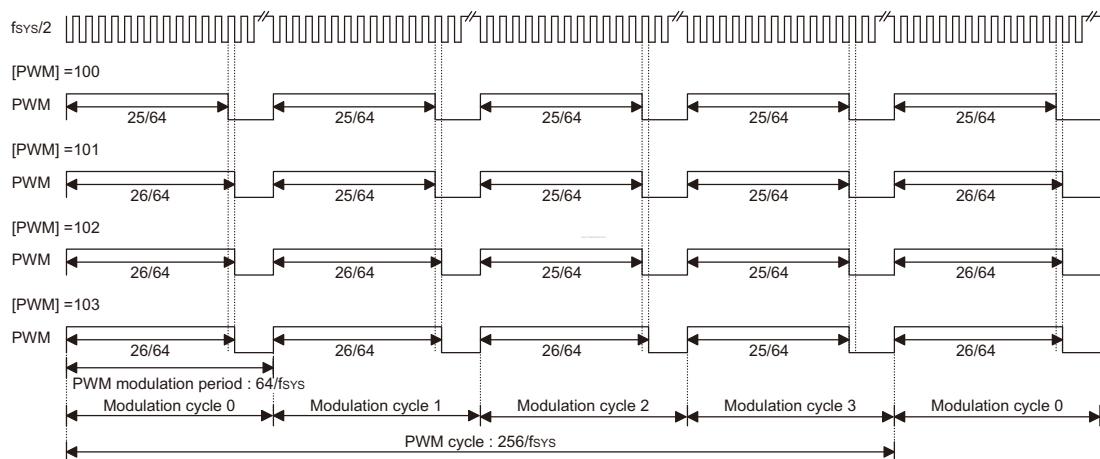 fSYS/2
[PWM] =100
PWM
25/64 25/64 25/64 25/64 25/64
[PWM] =101
PWM
26/64 25/64 25/64 25/64 26/64
[PWM] =102
PWM
26/64 26/64 25/64 25/64 26/64
[PWM] =103
PWM
26/64 26/64 26/64 25/64 26/64
PWM modulation period : 64/fSYS
Modulation cycle 0 Modulation cycle 1 Modulation cycle 2 Modulation cycle 3 Modulation cycle 0
PWM cycle : 256/fSYS